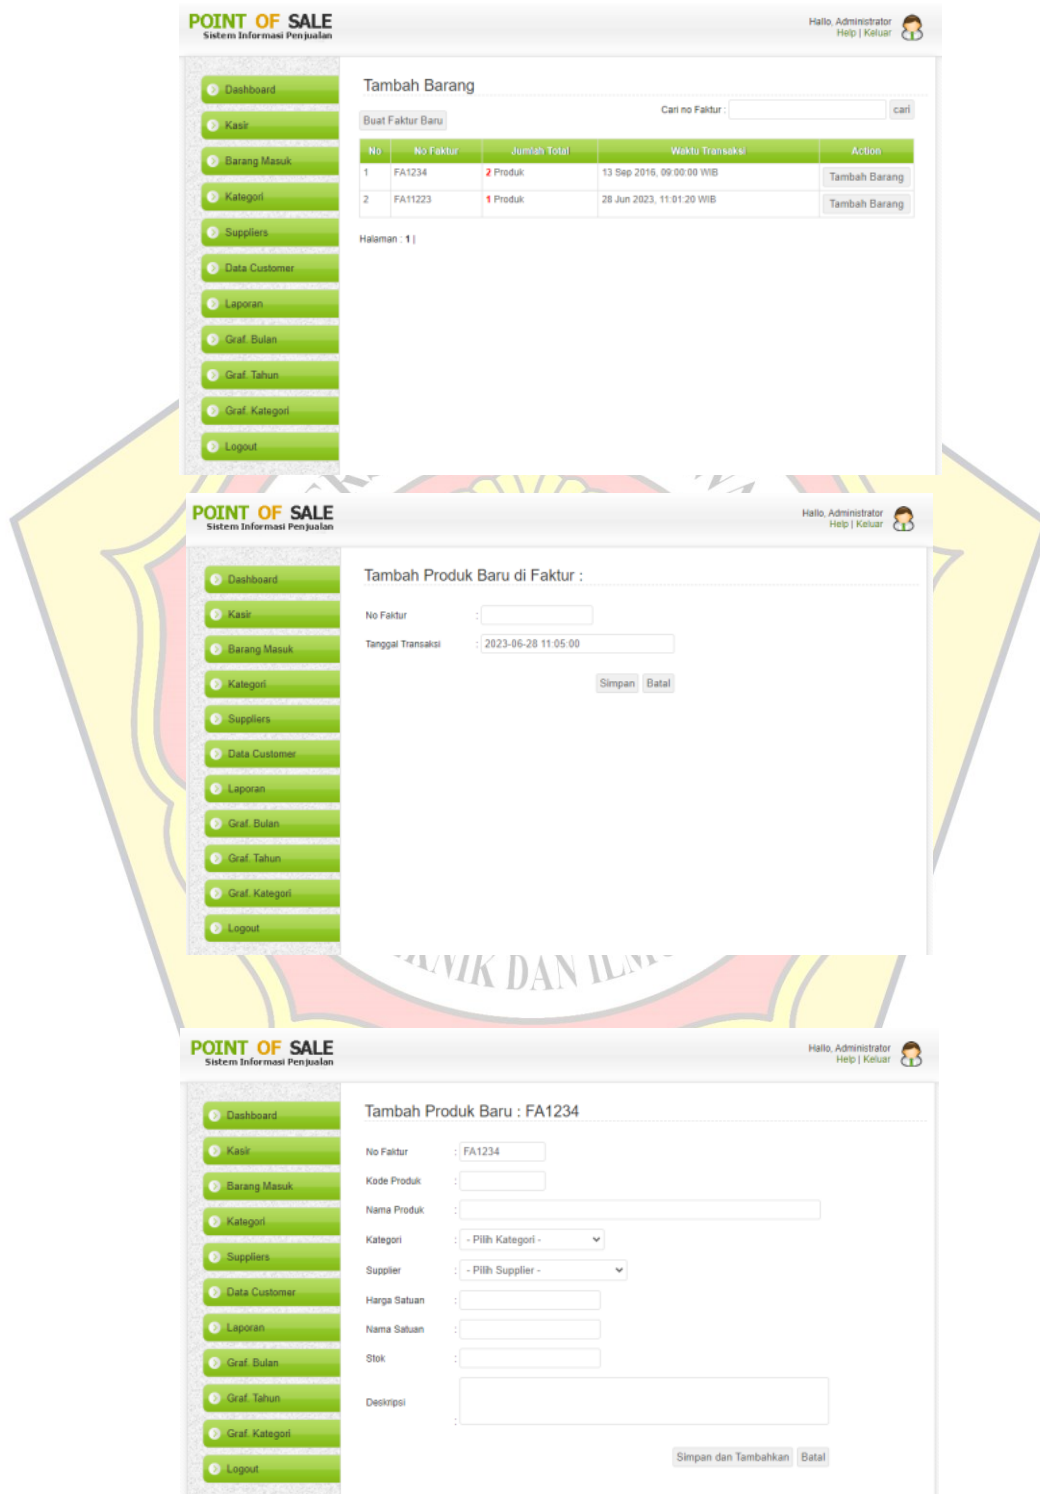 POINT OF SALE
Sistem Informasi Penjualan
Hallo, Administrator
Help | Keluar
Dashboard
Kasir
Barang Masuk
Kategori
Suppliers
Data Customer
Laporan
Graf. Bulan
Graf. Tahun
Graf. Kategori
Logout
Tambah Barang
Buat Faktur Baru
Cari no Faktur :
cari
No No Faktur Jumlah Total Waktu Transaksi Action
1 FA1234 2 Produk 13 Sep 2016, 09:00:00 WIB Tambah Barang
2 FA11223 1 Produk 28 Jun 2023, 11:01:20 WIB Tambah Barang
Halaman : 1 |
POINT OF SALE
Sistem Informasi Penjualan
Hallo, Administrator
Help | Keluar
Dashboard
Kasir
Barang Masuk
Kategori
Suppliers
Data Customer
Laporan
Graf. Bulan
Graf. Tahun
Graf. Kategori
Logout
Tambah Produk Baru di Faktur :
No Faktur :
Tanggal Transaksi : 2023-06-28 11:05:00
Simpan Batal
DAN
POINT OF SALE
Sistem Informasi Penjualan
Hallo, Administrator
Help | Keluar
Dashboard
Kasir
Barang Masuk
Kategori
Suppliers
Data Customer
Laporan
Graf. Bulan
Graf. Tahun
Graf. Kategori
Logout
Tambah Produk Baru : FA1234
No Faktur : FA1234
Kode Produk :
Nama Produk :
Kategori : - Pilih Kategori -
Supplier : - Pilih Supplier -
Harga Satuan :
Nama Satuan :
Stok :
Deskripsi :
Simpan dan Tambahkan Batal